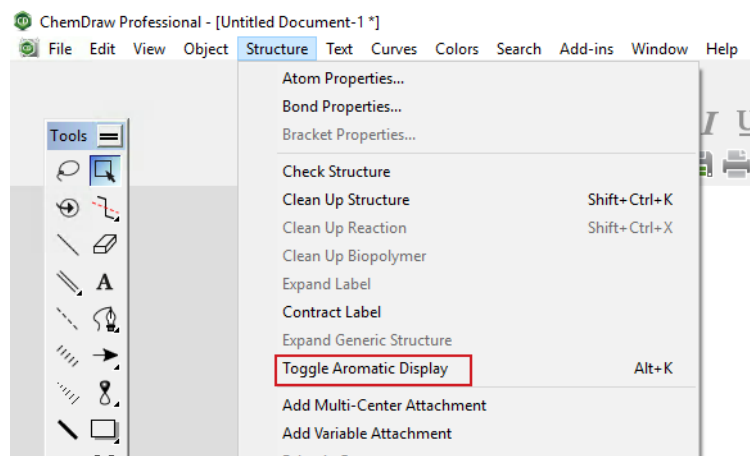 ChemDraw Professional - [Untitled Document-1 *]
File Edit View Object Structure Text Curves Colors Search Add-ins Window Help
Atom Properties...
Bond Properties...
Bracket Properties...
I U
Tools
Check Structure
Clean Up Structure Shift+Ctrl+K
Clean Up Reaction Shift+Ctrl+X
Clean Up Biopolymer
A
Expand Label
Contract Label
Expand Generic Structure
Toggle Aromatic Display Alt+K
Add Multi-Center Attachment
Add Variable Attachment